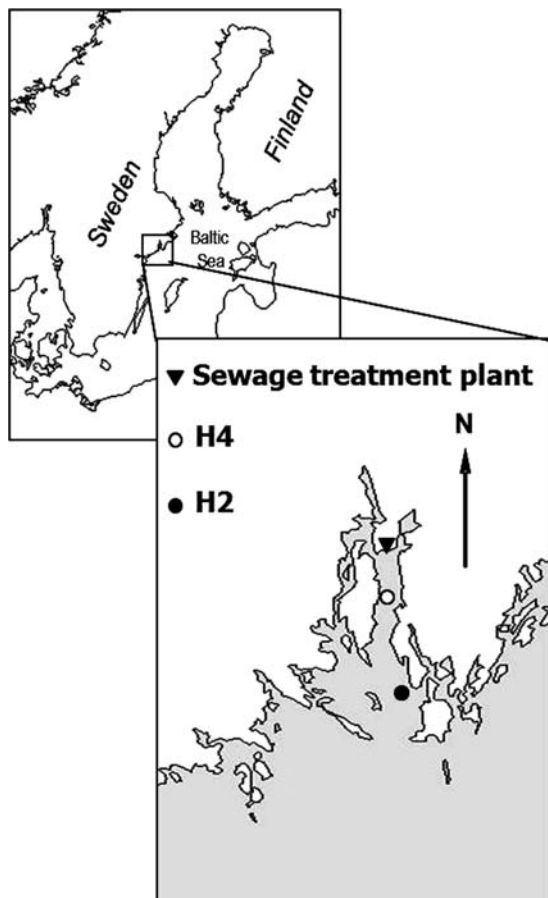 Finland
Sweden
Baltic
Sea
Sewage treatment plant
N
H4
H2